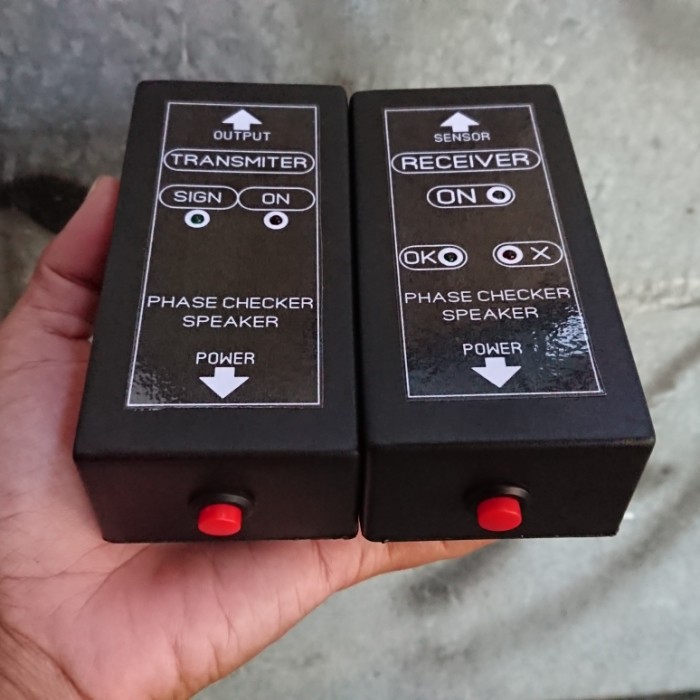 OUTPUT
TRANSMITER
SIGN ON
PHASE CHECKER
SPEAKER
POWER
SENSOR
RECEIVER
ON
OK X
PHASE CHECKER
SPEAKER
POWER